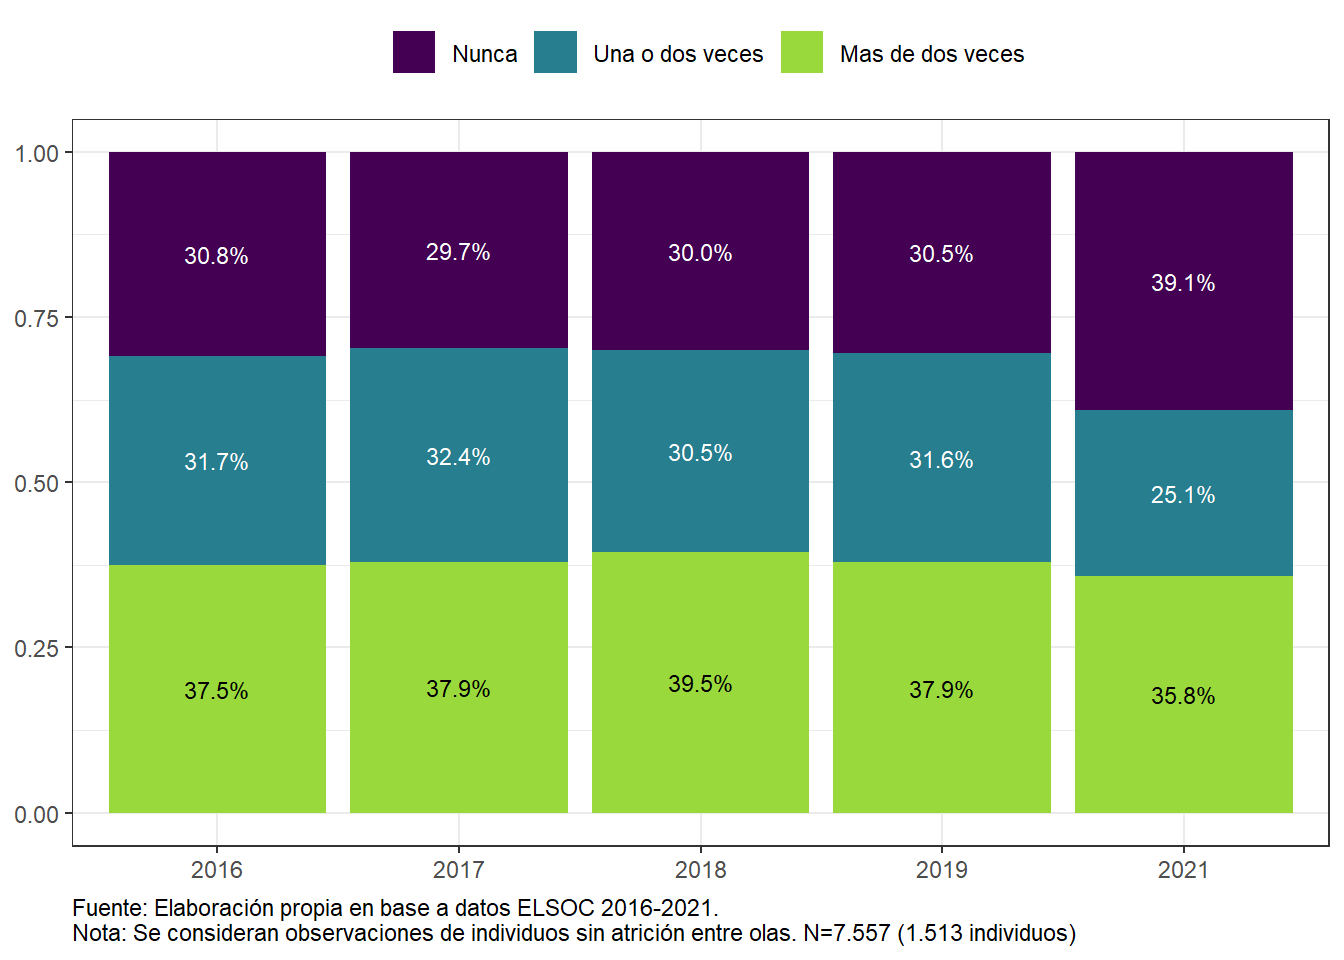 Nunca Una o dos veces Mas de dos veces
1.00
0.75
0.50
0.25
0.00
30.8% 29.7% 30.0% 30.5% 39.1%
31.7% 32.4% 30.5% 31.6% 25.1%
37.5% 37.9% 39.5% 37.9% 35.8%
2016 2017 2018 2019 2021
Fuente: Elaboración propia en base a datos ELSOC 2016-2021.
Nota: Se consideran observaciones de individuos sin atrición entre olas. N=7.557 (1.513 individuos)